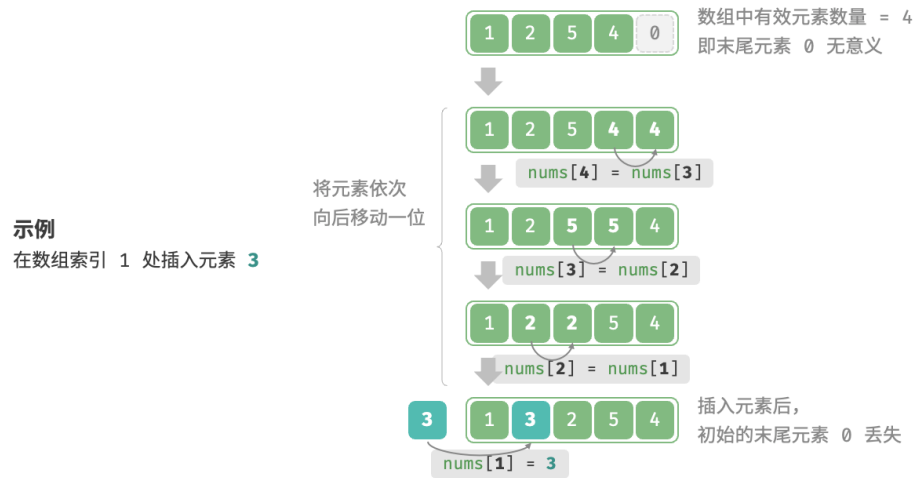 1 2 5 4 0
数组中有效元素数量 = 4
即末尾元素 0 无意义
1 2 5 4 4
nums[4] = nums[3]
将元素依次
向后移动一位
1 2 5 5 4
nums[3] = nums[2]
示例
在数组索引 1 处插入元素 3
1 2 2 5 4
nums[2] = nums[1]
3 1 3 2 5 4
nums[1] = 3
插入元素后，
初始的末尾元素 0 丢失